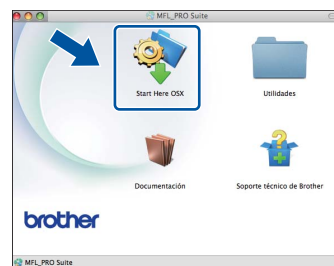 MFL_PRO Suite
Start Here OSX
Utilidades
Documentación
Soporte técnico de Brother
brother
MFL_PRO Suite